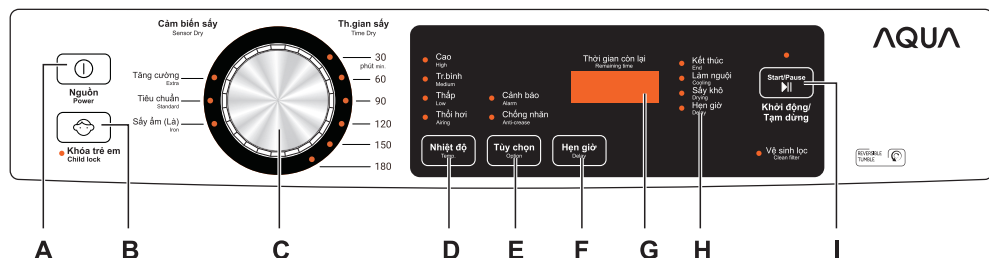 Cảm biến sấy
Sensor Dry
Th.gian sấy
Time Dry
AQUA
Nguồn
Power
Khóa trẻ em
Child lock
Tăng cường
Extra
Tiêu chuẩn
Standard
Sấy ẩm (Là)
Iron
30
phút min.
60
90
120
150
180
Cao
High
Tr.bình
Medium
Thấp
Low
Thổi hơi
Airing
Cảnh báo
Alarm
Chống nhăn
Anti-crease
Thời gian còn lại
Remaining time
Kết thúc
End
Làm nguội
Cooling
Sấy khô
Drying
Hẹn giờ
Delay
Nhiệt độ
Temp.
Tùy chọn
Option
Hẹn giờ
Delay
Start/Pause
Khởi động/
Tạm dừng
Vệ sinh lọc
Clean filter
REVERSIBLE
TUMBLE
A
B
C
D
E
F
G
H
I